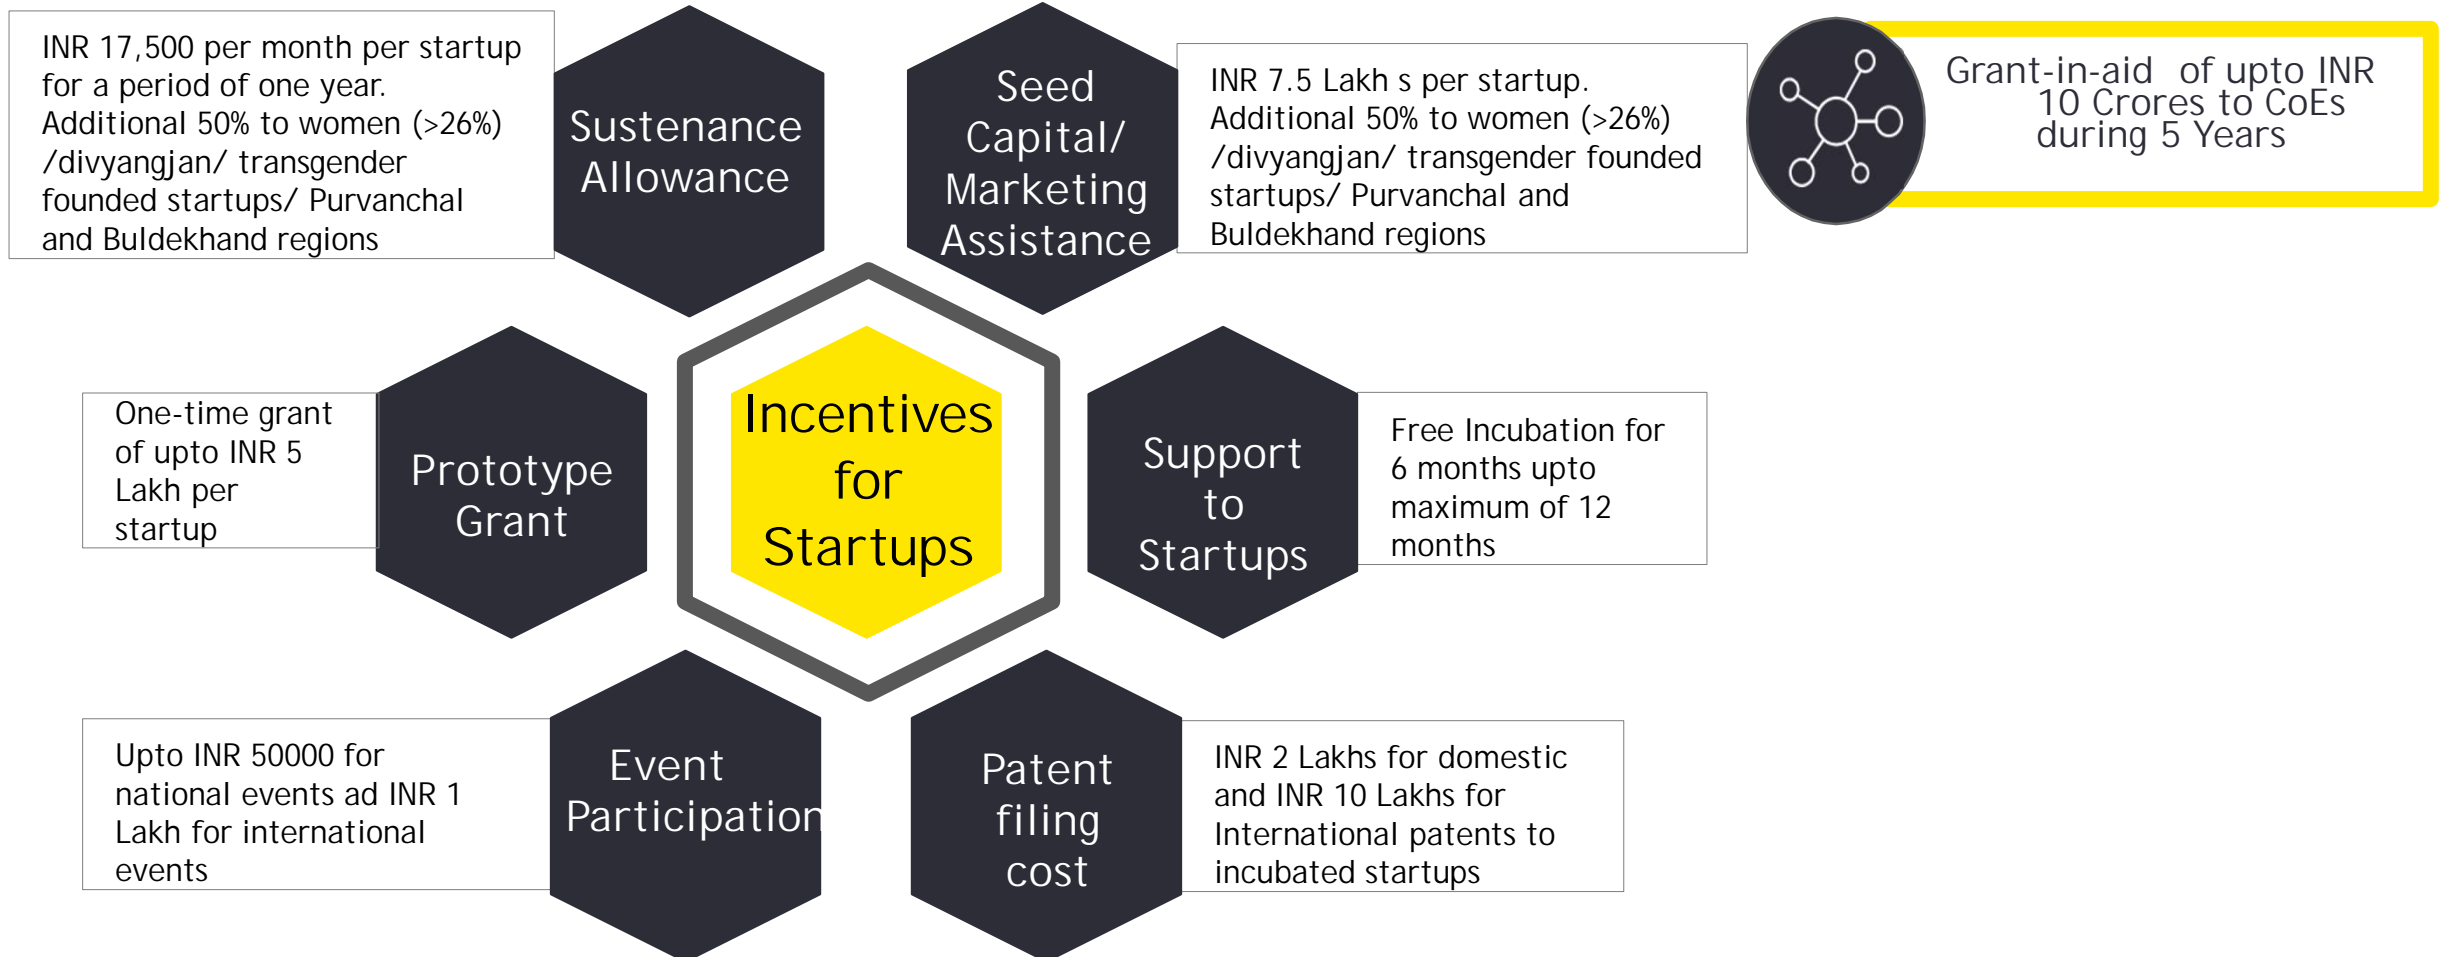 INR 17,500 per month per startup
for a period of one year.
Additional 50% to women (>26%)
/divyangjan/ transgender
founded startups/ Purvanchal
and Buldekhand regions
Sustenance
Allowance
Seed
Capital/
Marketing
Assistance
INR 7.5 Lakh s per startup.
Additional 50% to women (>26%)
/divyangjan/ transgender founded
startups/ Purvanchal and
Buldekhand regions
Grant-in-aid of upto INR
10 Crores to CoEs
during 5 Years
One-time grant
of upto INR 5
Lakh per
startup
Prototype
Grant
Incentives
for
Startups
Support
to
Startups
Free Incubation for
6 months upto
maximum of 12
months
Upto INR 50000 for
national events ad INR 1
Lakh for international
events
Event
Participation
Patent
filing
cost
INR 2 Lakhs for domestic
and INR 10 Lakhs for
International patents to
incubated startups